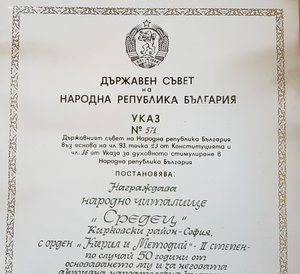 ДЪРЖАВЕН СЪВЕТ
на
НАРОДНА РЕПУБЛИКА БЪЛГАРИЯ
УКАЗ
№ 571
Държавният съвет на Народна република България
въз основа на чл. 93, точка 23 от Конституцията и
чл. 36 от Указа за духовното стимулиране в
Народна република България
ПОСТАНОВЯВА:
Награждава
народно читалище
„Средец"
Кирковски район-София,
с орден „Кирил и Методий"- II степен-
по случай 50 години от
основаването му и за неговата